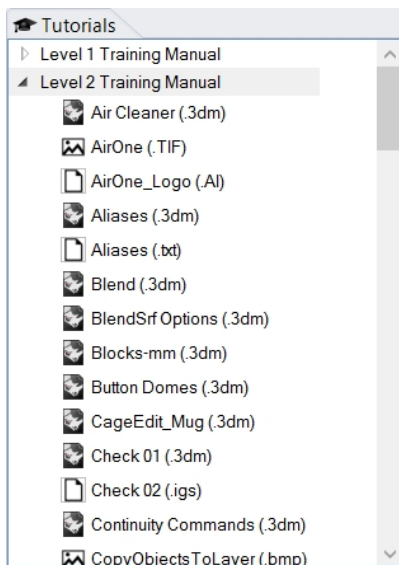 Tutorials
Level 1 Training Manual
Level 2 Training Manual
Air Cleaner (.3dm)
AirOne (.TIF)
AirOne_Logo (.AI)
Aliases (.3dm)
Aliases (.txt)
Blend (.3dm)
BlendSrf Options (.3dm)
Blocks-mm (.3dm)
Button Domes (.3dm)
CageEdit_Mug (.3dm)
Check 01 (.3dm)
Check 02 (.igs)
Continuity Commands (.3dm)
CopyObjectsToLayer (.bmp)